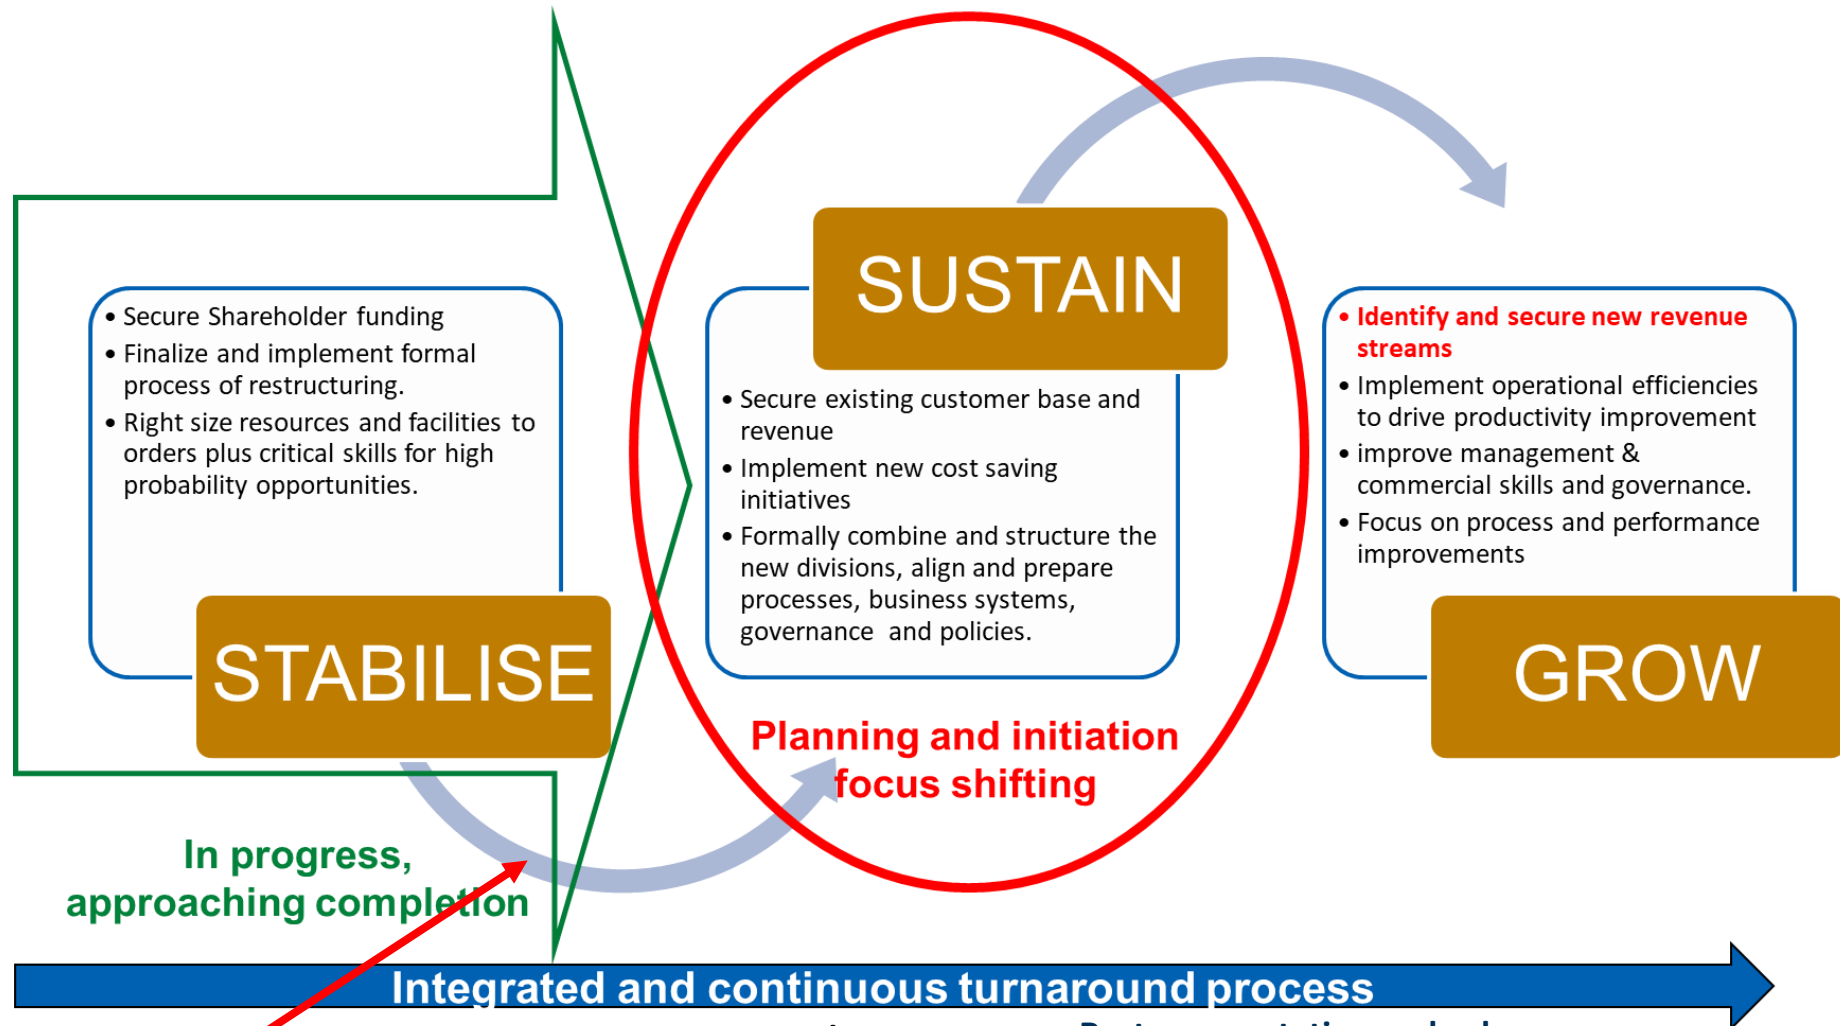 • Secure Shareholder funding
• Finalize and implement formal
process of restructuring.
• Right size resources and facilities to
orders plus critical skills for high
probability opportunities.
STABILISE
In progress,
approaching completion
SUSTAIN
• Secure existing customer base and
revenue
• Implement new cost saving
initiatives
• Formally combine and structure the
new divisions, align and prepare
processes, business systems,
governance and policies.
Planning and initiation
focus shifting
• Identify and secure new revenue
streams
• Implement operational efficiencies
to drive productivity improvement
• improve management &
commercial skills and governance.
• Focus on process and performance
improvements
GROW
Integrated and continuous turnaround process